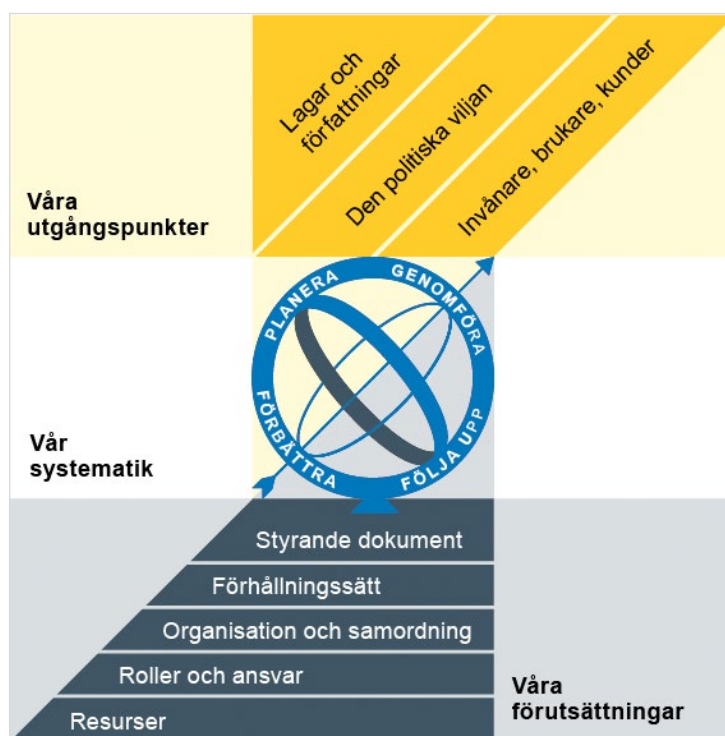 Lagar och
författningar
Den politiska viljan
Invånare, brukare, kunder
Våra
utgångspunkter
PLANERA
GENOMFÖRA
FÖLJA UPP
FÖRBÄTTRA
Vår
systematik
Styrande dokument
Förhållningssätt
Organisation och samordning
Roller och ansvar
Resurser
Våra
förutsättningar